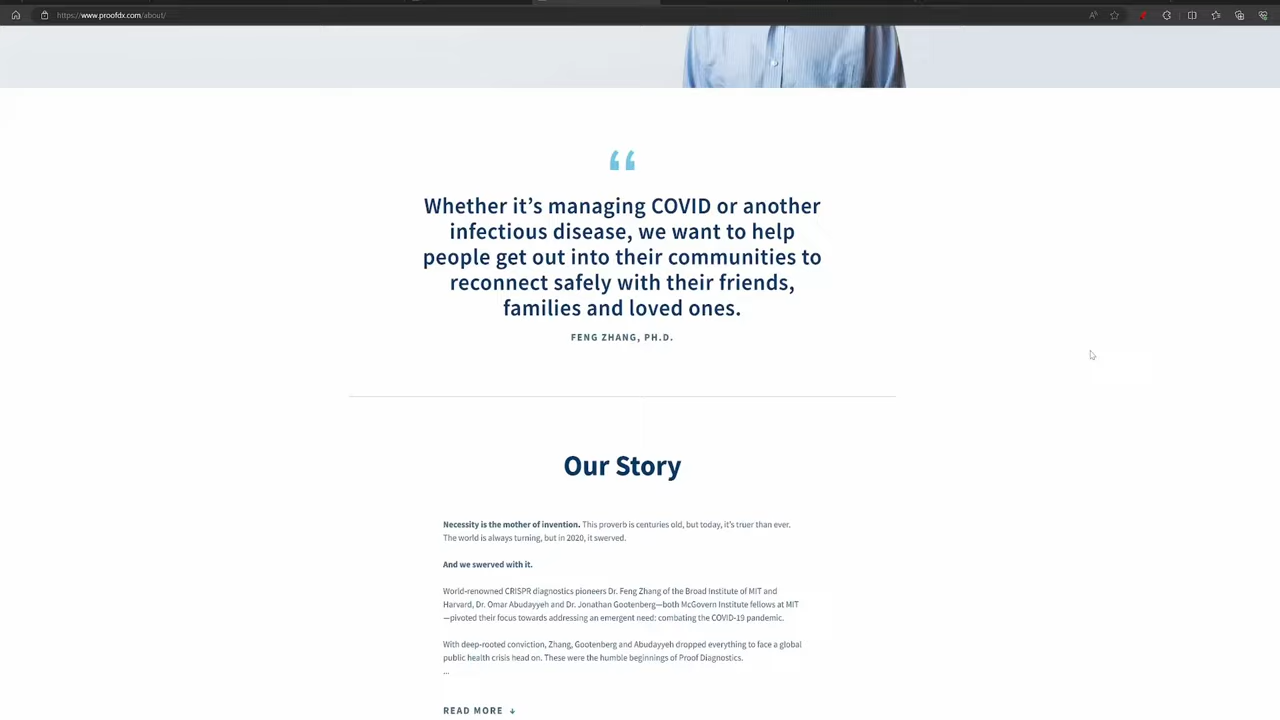 https://www.proofdx.com/about/
“
Whether it’s managing COVID or another
infectious disease, we want to help
people get out into their communities to
reconnect safely with their friends,
families and loved ones.
FENG ZHANG, PH.D.
Our Story
Necessity is the mother of invention. This proverb is centuries old, but today, it’s truer than ever.
The world is always turning, but in 2020, it swerved.
And we swerved with it.
World-renowned CRISPR diagnostics pioneers Dr. Feng Zhang of the Broad Institute of MIT and
Harvard, Dr. Omar Abudayyeh and Dr. Jonathan Gootenberg—both McGovern Institute fellows at MIT
—pivoted their focus towards addressing an emergent need: combating the COVID-19 pandemic.
With deep-rooted conviction, Zhang, Gootenberg and Abudayyeh dropped everything to face a global
public health crisis head on. These were the humble beginnings of Proof Diagnostics.
...
READ MORE ↓